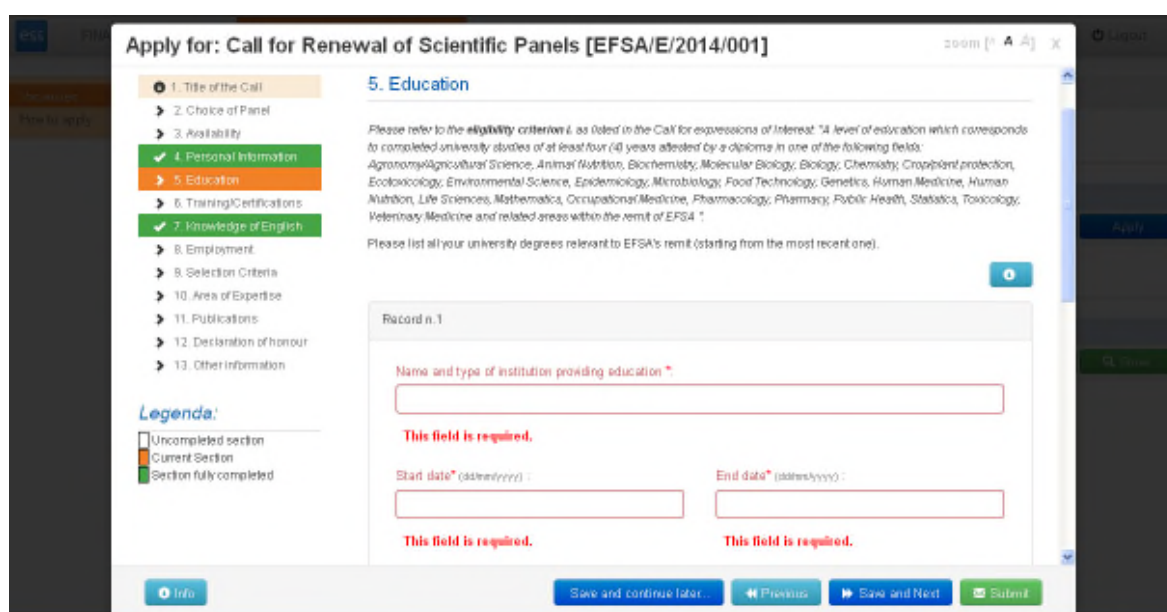 ess
FINA
Logout
Apply for: Call for Renewal of Scientific Panels [EFSA/E/2014/001]
zoom [A A A] X
How to apply
1. Title of the Call
2. Choice of Panel
3. Availability
4. Personal Information
5. Education
6. Training/Certifications
7. Knowledge of English
8. Employment
9. Selection Criteria
10. Area of Expertise
11. Publications
12. Declaration of honour
13. Other information
Legenda:
Uncompleted section
Current Section
Section fully completed
5. Education
Please refer to the eligibility criterion i. as listed in the Call for expressions of Interest: "A level of education which corresponds
to completed university studies of at least four (4) years attested by a diploma in one of the following fields:
Agronomy/Agricultural Science, Animal Nutrition, Biochemistry, Molecular Biology, Biology, Chemistry, Crop/plant protection,
Ecotoxicology, Environmental Science, Epidemiology, Microbiology, Food Technology, Genetics, Human Medicine, Human
Nutrition, Life Sciences, Mathematics, Occupational Medicine, Pharmacology, Pharmacy, Public Health, Statistics, Toxicology,
Veterinary Medicine and related areas within the remit of EFSA ".
Please list all your university degrees relevant to EFSA's remit (starting from the most recent one).
Record n.1
Name and type of institution providing education *:
This field is required.
Start date* (dd/mm/yyyy) :
End date* (dd/mm/yyyy) :
This field is required.
This field is required.
Apply
Show
Info
Save and continue later...
Previous
Save and Next
Submit